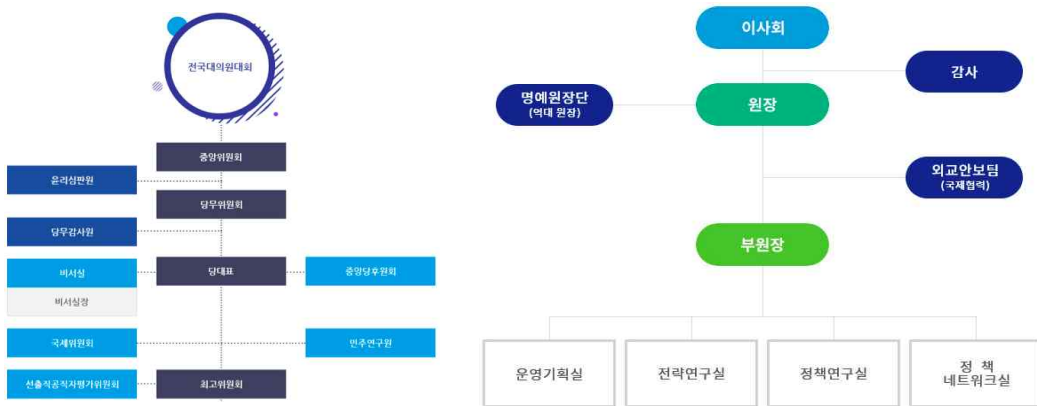 전국대의원대회
중앙위원회
윤리심판원
당무위원회
당무감사원
비서실
당대표
중앙당후원회
비서실장
국제위원회
민주연구원
선출직공직자평가위원회
최고위원회
이사회
감사
명예원장단
(역대 원장)
원장
외교안보팀
(국제협력)
부원장
운영기획실
전략연구실
정책연구실
정 책
네트워크실